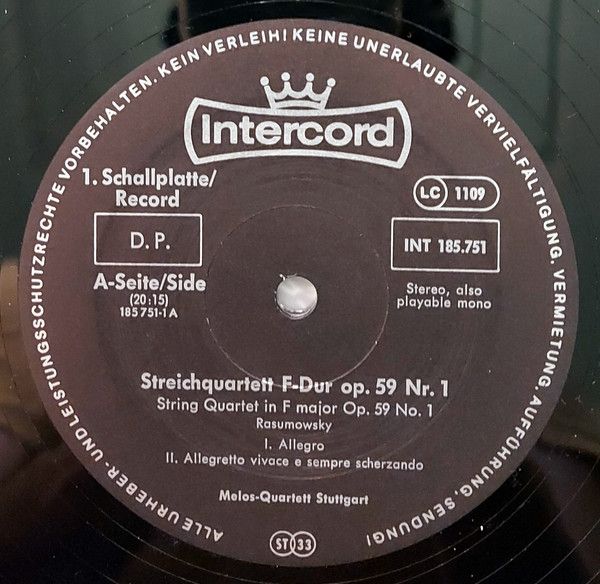 ALLE URHEBER- UND LEISTUNGSSCHUTZRECHTE VORBEHALTEN. KEIN VERLEIH! KEINE UNERLAUBTE VERVIELFÄLTIGUNG, VERMIETUNG, AUFFÜHRUNG, SENDUNG!
Intercord
1. Schallplatte/
Record
LC 1109
D. P.
INT 185.751
A-Seite/Side
(20:15)
185 751-1 A
Stereo, also
playable mono
Streichquartett F-Dur op. 59 Nr. 1
String Quartet in F major Op. 59 No. 1
Rasumowsky
I. Allegro
II. Allegretto vivace e sempre scherzando
Melos-Quartett Stuttgart
ST 33